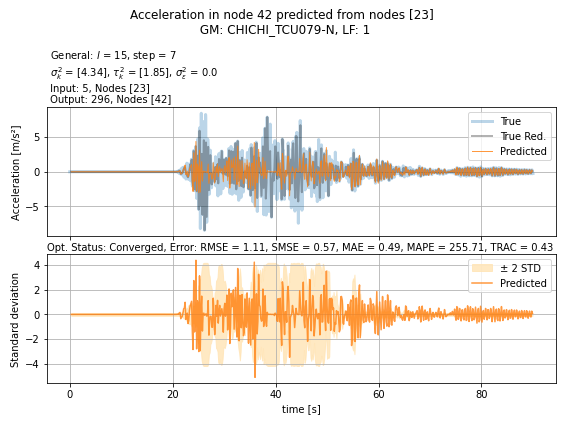 Acceleration in node 42 predicted from nodes [23]
GM: CHICHI_TCU079-N, LF: 1
General: l = 15, step = 7
σ²ₖ = [4.34], τ²ₖ = [1.85], σ²ε = 0.0
Input: 5, Nodes [23]
Output: 296, Nodes [42]
Acceleration [m/s²]
5
0
−5
True
True Red.
Predicted
Opt. Status: Converged, Error: RMSE = 1.11, SMSE = 0.57, MAE = 0.49, MAPE = 255.71, TRAC = 0.43
Standard deviation
4
2
0
−2
−4
± 2 STD
Predicted
0 20 40 60 80
time [s]